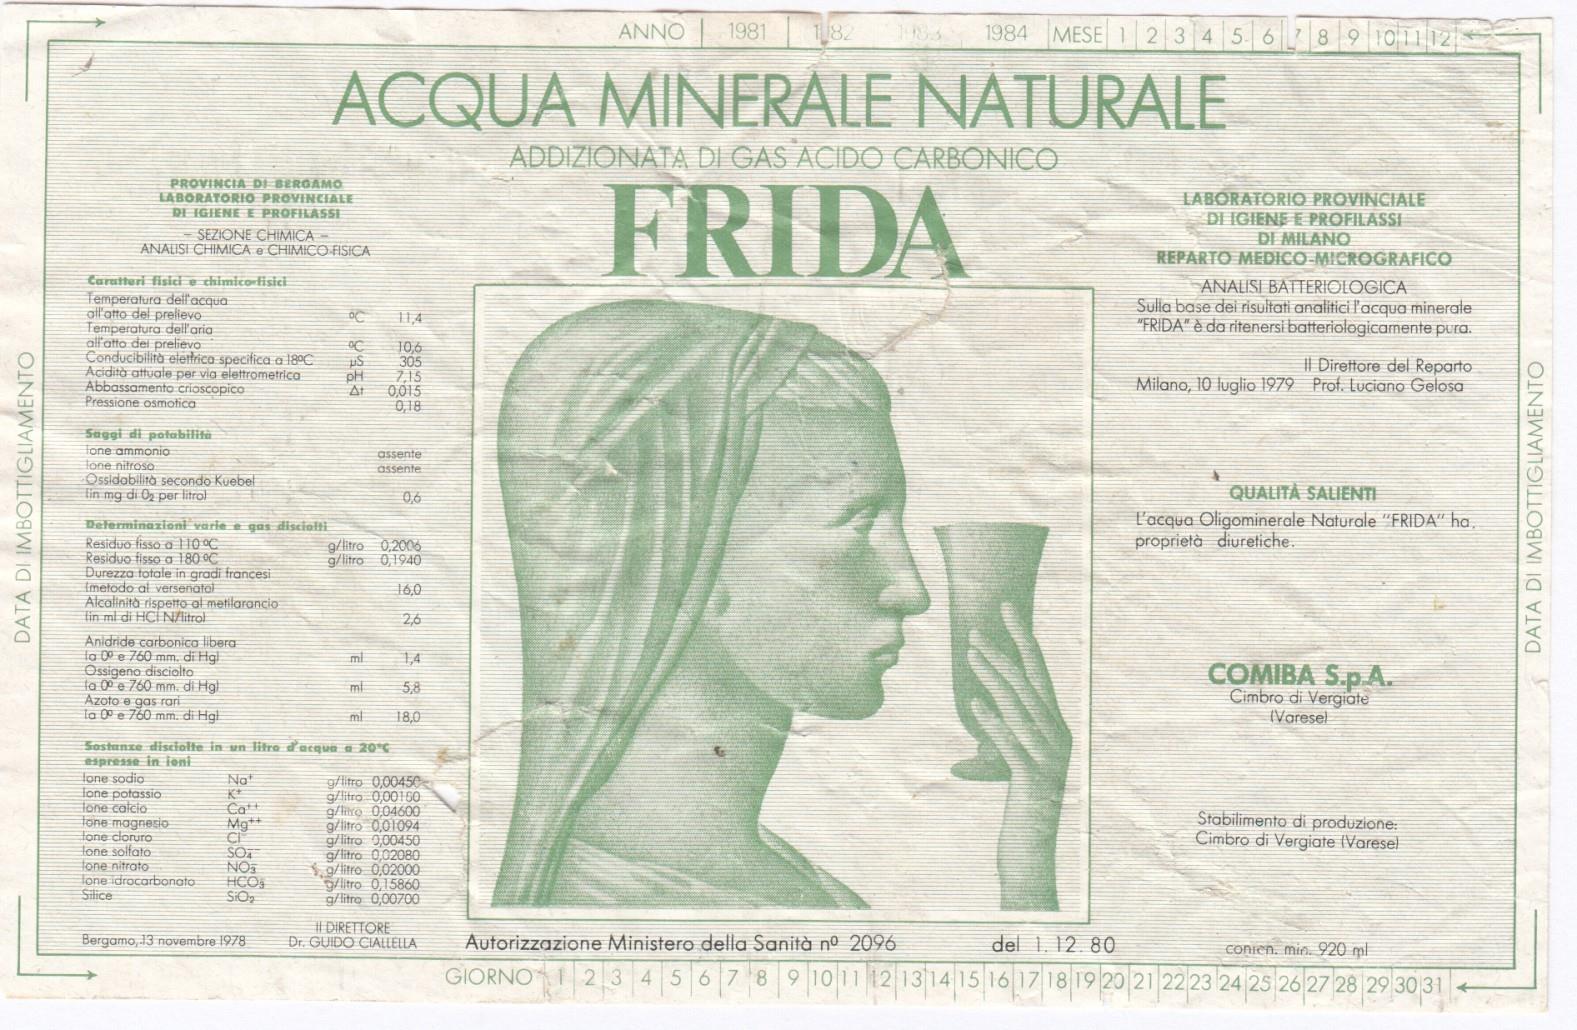 ANNO 1981 1982 1983 1984 MESE 1 2 3 4 5 6 7 8 9 10 11 12
ACQUA MINERALE NATURALE
ADDIZIONATA DI GAS ACIDO CARBONICO
FRIDA
DATA DI IMBOTTIGLIAMENTO
PROVINCIA DI BERGAMO
LABORATORIO PROVINCIALE
DI IGIENE E PROFILASSI
– SEZIONE CHIMICA –
ANALISI CHIMICA e CHIMICO-FISICA
Caratteri fisici e chimico-fisici
Temperatura dell'acqua
all'atto del prelievo ºC 11,4
Temperatura dell'aria
all'atto del prelievo ºC 10,6
Conducibilità elettrica specifica a 18ºC µS 305
Acidità attuale per via elettrometrica pH 7,15
Abbassamento crioscopico Δt 0,015
Pressione osmotica 0,18
Saggi di potabilità
Ione ammonio assente
Ione nitroso assente
Ossidabilità secondo Kuebel
(in mg di O2 per litro) 0,6
Determinazioni varie e gas disciolti
Residuo fisso a 110ºC g/litro 0,2006
Residuo fisso a 180ºC g/litro 0,1940
Durezza totale in gradi francesi
(metodo al versenato) 16,0
Alcalinità rispetto al metilarancio
(in ml di HCl N/litro) 2,6
Anidride carbonica libera
(a 0º e 760 mm. di Hg) ml 1,4
Ossigeno disciolto
(a 0º e 760 mm. di Hg) ml 5,8
Azoto e gas rari
(a 0º e 760 mm. di Hg) ml 18,0
Sostanze disciolte in un litro d'acqua a 20°C
espresse in ioni
Ione sodio Na+ g/litro 0,00450
Ione potassio K+ g/litro 0,00160
Ione calcio Ca++ g/litro 0,04600
Ione magnesio Mg++ g/litro 0,01094
Ione cloruro Cl– g/litro 0,00450
Ione solfato SO4–– g/litro 0,02080
Ione nitrato NO3– g/litro 0,02000
Ione idrocarbonato HCO3– g/litro 0,15860
Silice SiO2 g/litro 0,00700
Il DIRETTORE
Bergamo, 13 novembre 1978 Dr. GUIDO CIALLELLA
LABORATORIO PROVINCIALE
DI IGIENE E PROFILASSI
DI MILANO
REPARTO MEDICO-MICROGRAFICO
ANALISI BATTERIOLOGICA
Sulla base dei risultati analitici l'acqua minerale
"FRIDA" è da ritenersi batteriologicamente pura.
Il Direttore del Reparto
Milano, 10 luglio 1979 Prof. Luciano Gelosa
QUALITÀ SALIENTI
L'acqua Oligominerale Naturale "FRIDA" ha
proprietà diuretiche.
COMIBA S.p.A.
Cimbro di Vergiate
(Varese)
Stabilimento di produzione:
Cimbro di Vergiate (Varese)
conten. min. 920 ml
DATA DI IMBOTTIGLIAMENTO
Autorizzazione Ministero della Sanità nº 2096 del 1.12.80
GIORNO 1 2 3 4 5 6 7 8 9 10 11 12 13 14 15 16 17 18 19 20 21 22 23 24 25 26 27 28 29 30 31